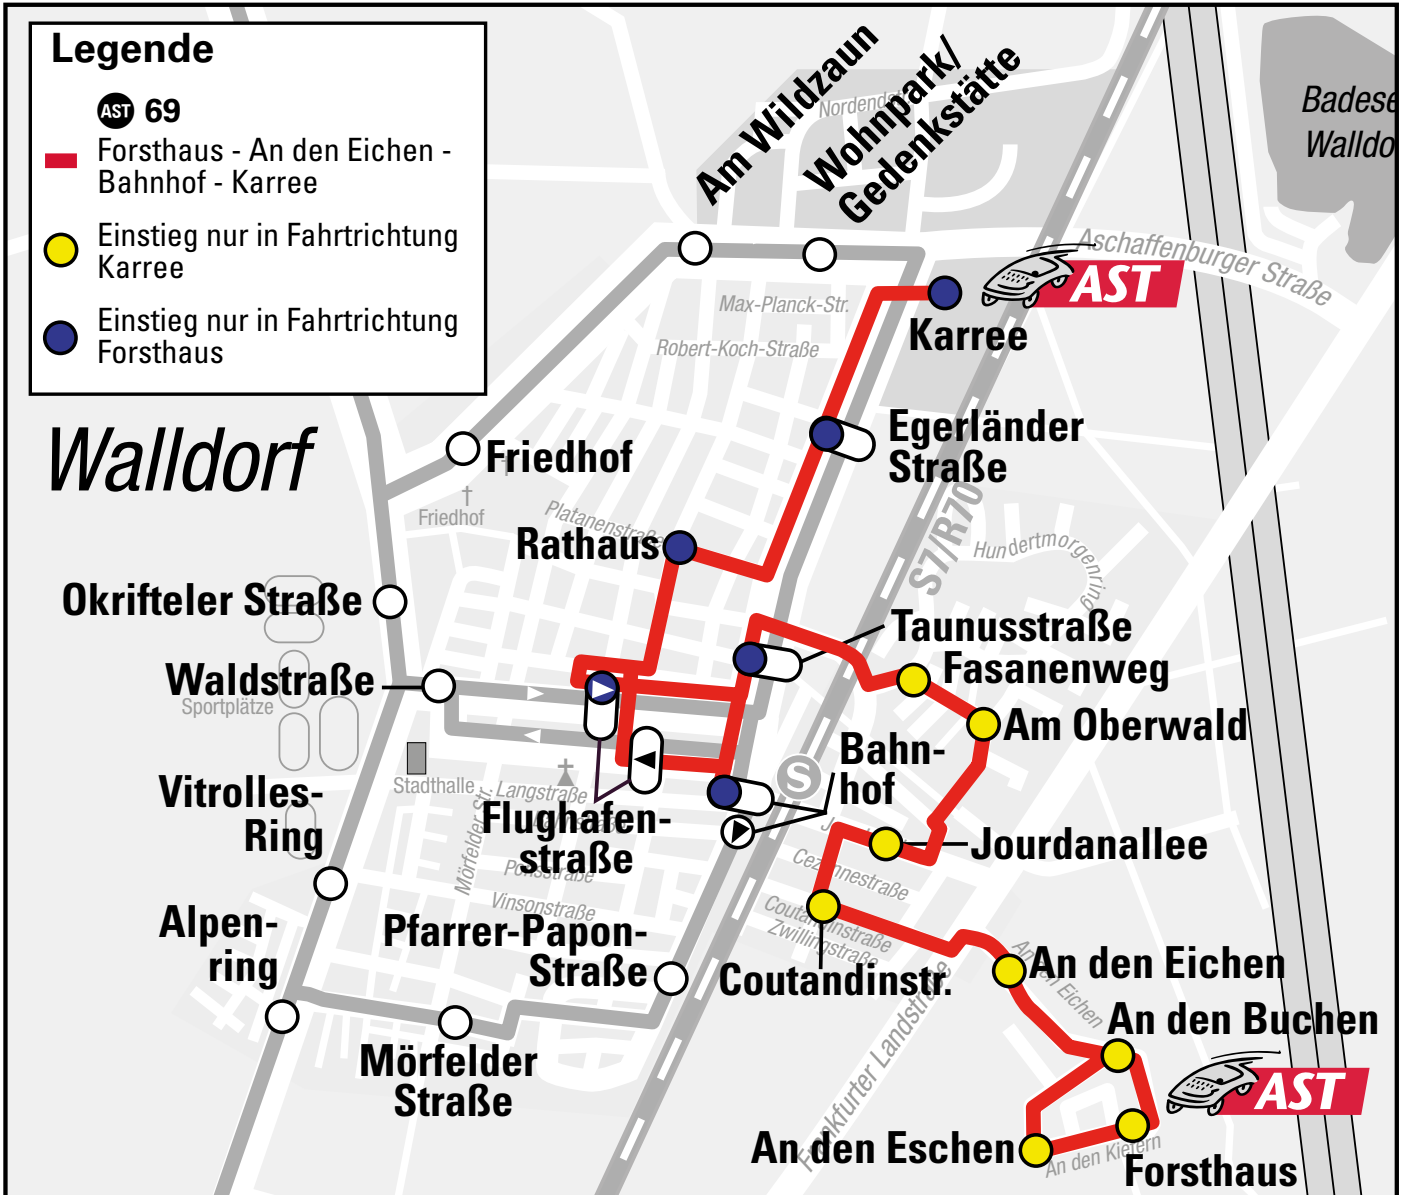 Legende
AST 69
Forsthaus - An den Eichen -
Bahnhof - Karree
Einstieg nur in Fahrtrichtung
Karree
Einstieg nur in Fahrtrichtung
Forsthaus
Am Wildzaun
Wohnpark/
Gedenkstätte
Badese
Walldo
Aschaffenburger Straße
AST
Karree
Max-Planck-Str.
Robert-Koch-Straße
Walldorf
Friedhof
Friedhof
Egerländer
Straße
S7/R70
Platanenstraße
Rathaus
Hundertmorgenring
Okrifteler Straße
Taunusstraße
Fasanenweg
Waldstraße
Sportplätze
Am Oberwald
Bahn-
hof
S
Stadthalle
Langstraße
Vitrolles-
Ring
Mörfelder Str.
Flughafen-
straße
Jourdanallee
Cezannestraße
Vinsonstraße
Coutandinstraße
Zwillingstraße
Alpen-
ring
Pfarrer-Papon-
Straße
Coutandinstr.
An den Eichen
An den Eichen
An den Buchen
Mörfelder
Straße
Frankfurter Landstraße
AST
An den Eschen
An den Kiefern
Forsthaus